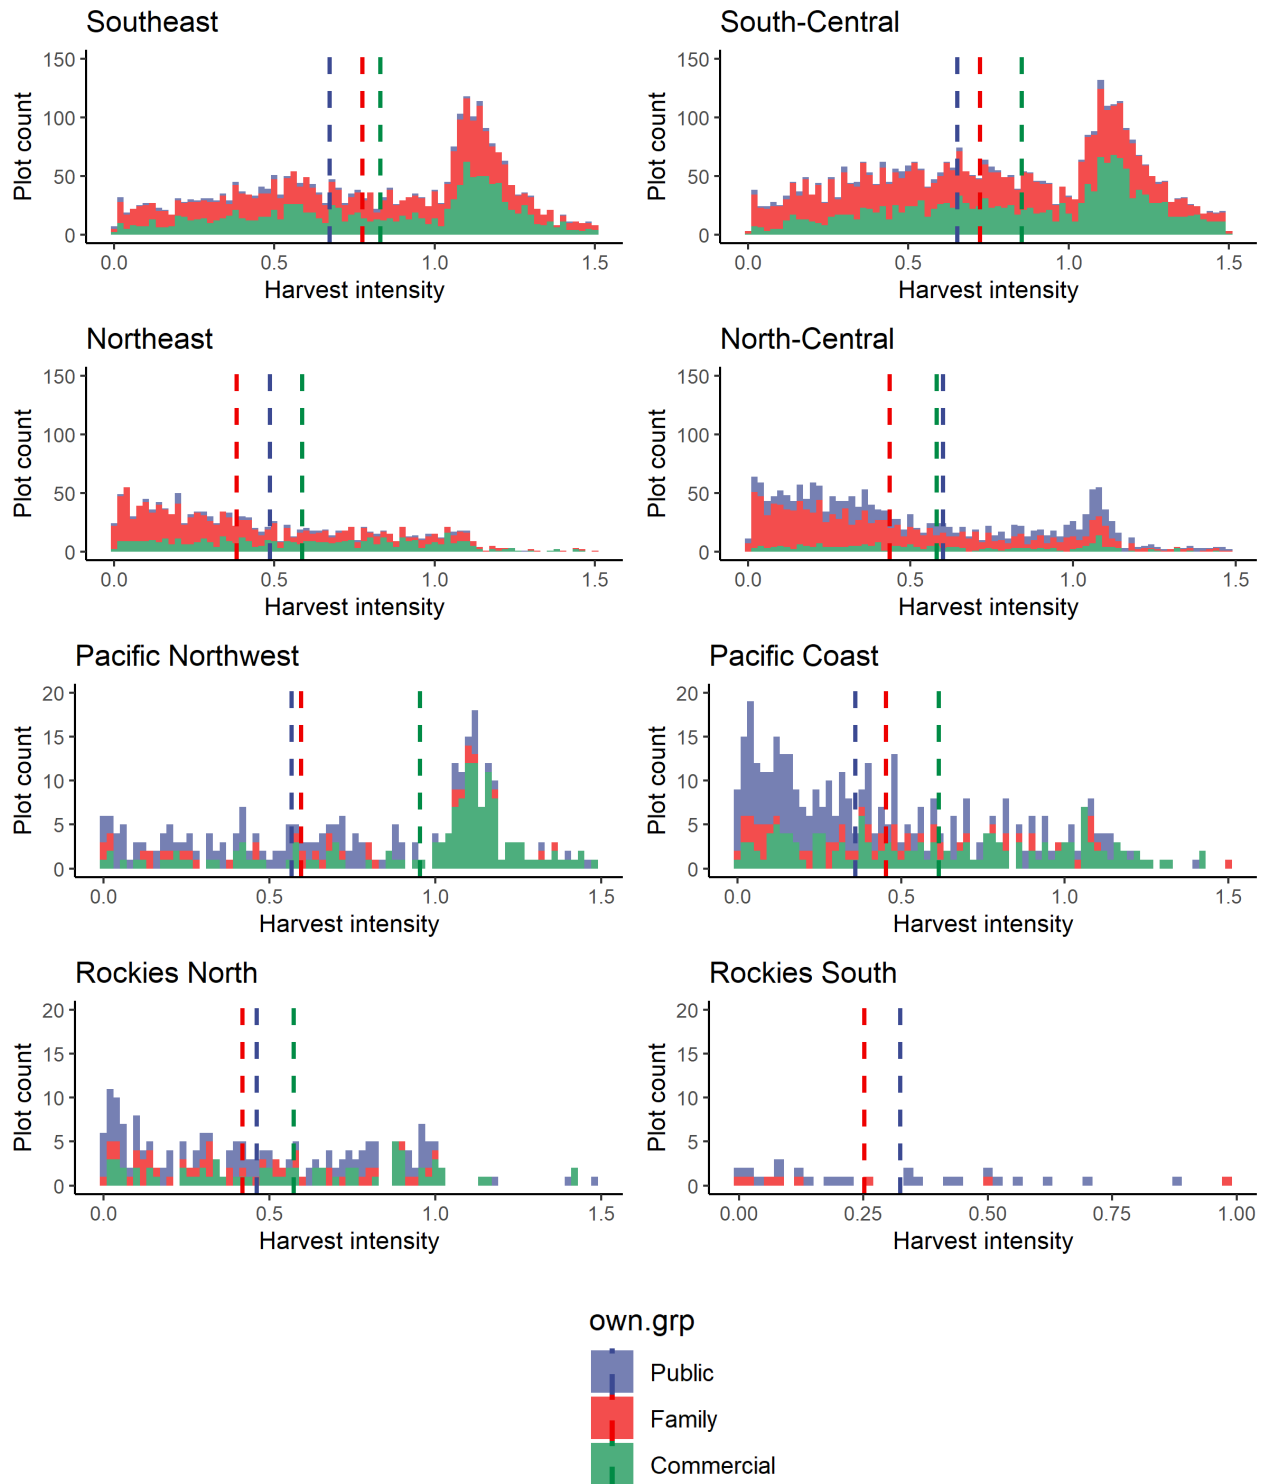 Southeast
South-Central
150
100
50
0
Plot count
0.0 0.5 1.0 1.5
Harvest intensity
150
100
50
0
Plot count
0.0 0.5 1.0 1.5
Harvest intensity
Northeast
North-Central
150
100
50
0
Plot count
0.0 0.5 1.0 1.5
Harvest intensity
150
100
50
0
Plot count
0.0 0.5 1.0 1.5
Harvest intensity
Pacific Northwest
Pacific Coast
20
15
10
5
0
Plot count
0.0 0.5 1.0 1.5
Harvest intensity
20
15
10
5
0
Plot count
0.0 0.5 1.0 1.5
Harvest intensity
Rockies North
Rockies South
20
15
10
5
0
Plot count
0.0 0.5 1.0 1.5
Harvest intensity
20
15
10
5
0
Plot count
0.00 0.25 0.50 0.75 1.00
Harvest intensity
own.grp
Public
Family
Commercial